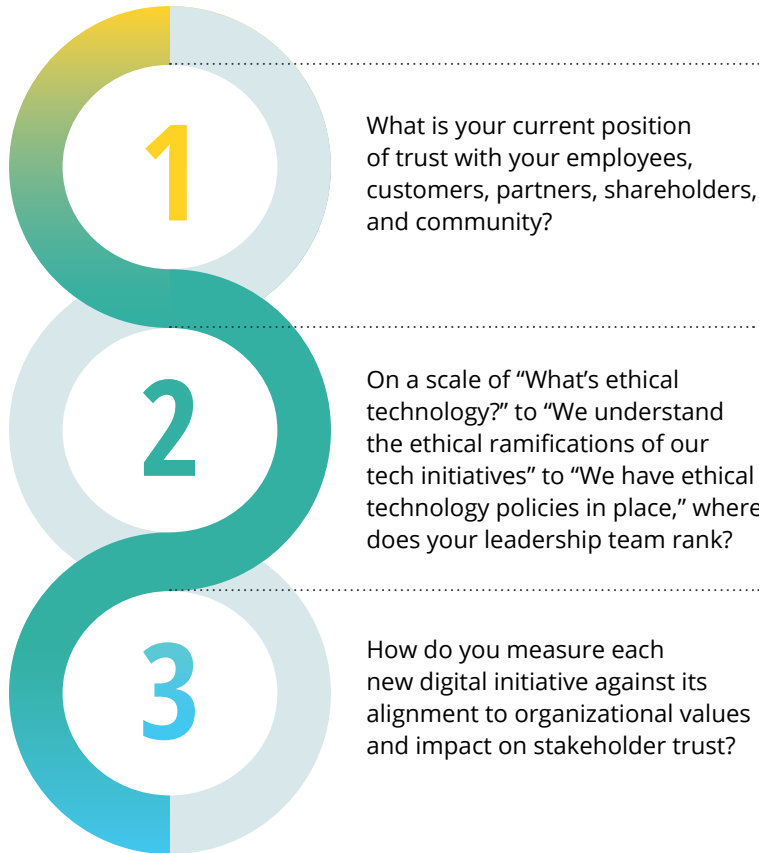 1
What is your current position
of trust with your employees,
customers, partners, shareholders,
and community?
2
On a scale of “What’s ethical
technology?” to “We understand
the ethical ramifications of our
tech initiatives” to “We have ethical
technology policies in place,” where
does your leadership team rank?
3
How do you measure each
new digital initiative against its
alignment to organizational values
and impact on stakeholder trust?